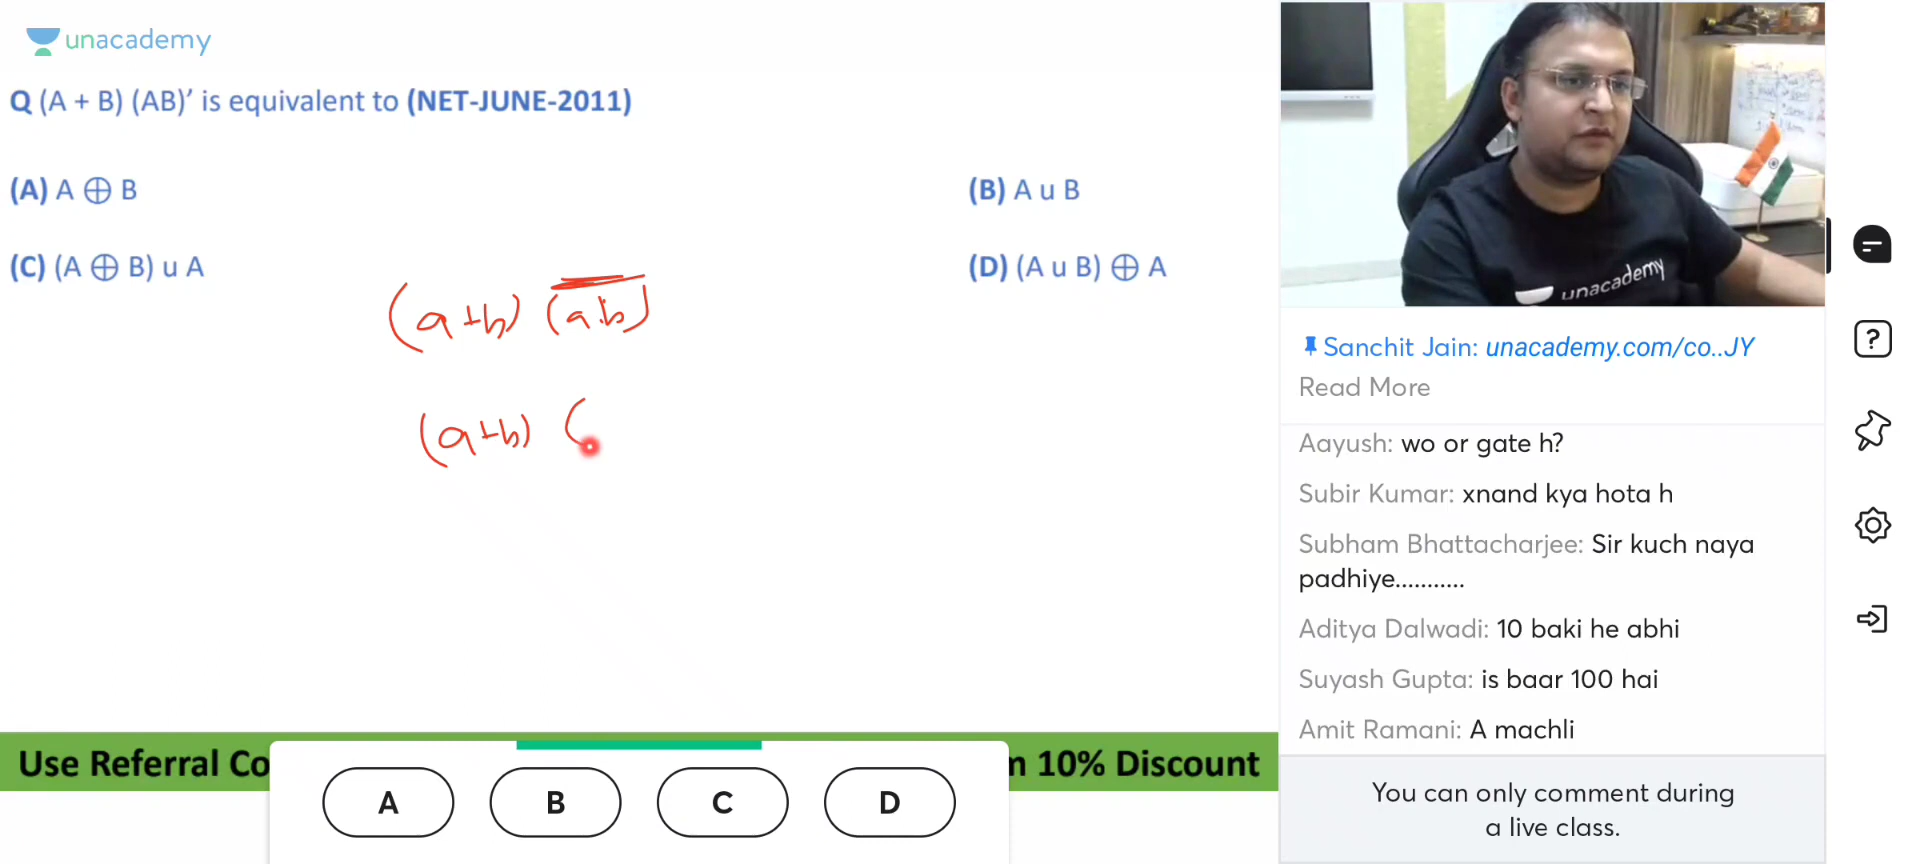 unacademy
Q (A + B) (AB)’ is equivalent to (NET-JUNE-2011)
(A) A ⊕ B
(B) A u B
(C) (A ⊕ B) u A
(D) (A u B) ⊕ A
(a+b) (a.b)
(a+b) (
Use Referral Co
n 10% Discount
A
B
C
D
unacademy
Sanchit Jain: unacademy.com/co..JY
Read More
Aayush: wo or gate h?
Subir Kumar: xnand kya hota h
Subham Bhattacharjee: Sir kuch naya
padhiye...........
Aditya Dalwadi: 10 baki he abhi
Suyash Gupta: is baar 100 hai
Amit Ramani: A machli
You can only comment during
a live class.
?